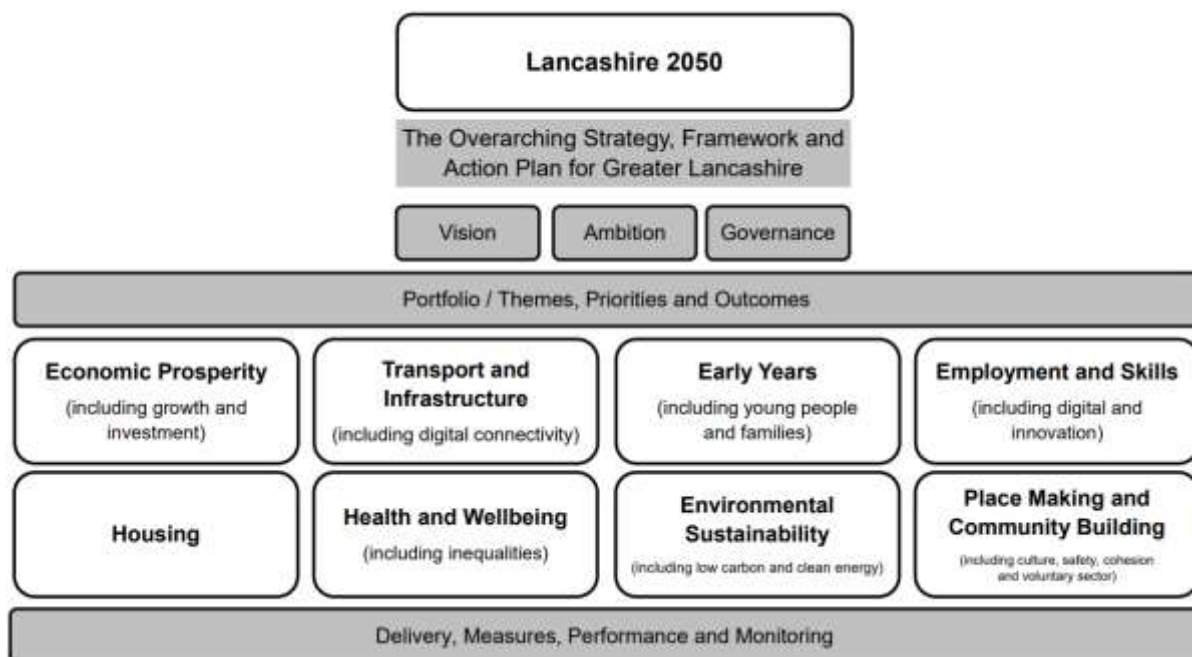 Lancashire 2050
The Overarching Strategy, Framework and
Action Plan for Greater Lancashire
Vision
Ambition
Governance
Portfolio / Themes, Priorities and Outcomes
Economic Prosperity
(including growth and
investment)
Transport and
Infrastructure
(including digital connectivity)
Early Years
(including young people
and families)
Employment and Skills
(including digital and
innovation)
Housing
Health and Wellbeing
(including inequalities)
Environmental
Sustainability
(including low carbon and clean energy)
Place Making and
Community Building
(including culture, safety, cohesion
and voluntary sector)
Delivery, Measures, Performance and Monitoring